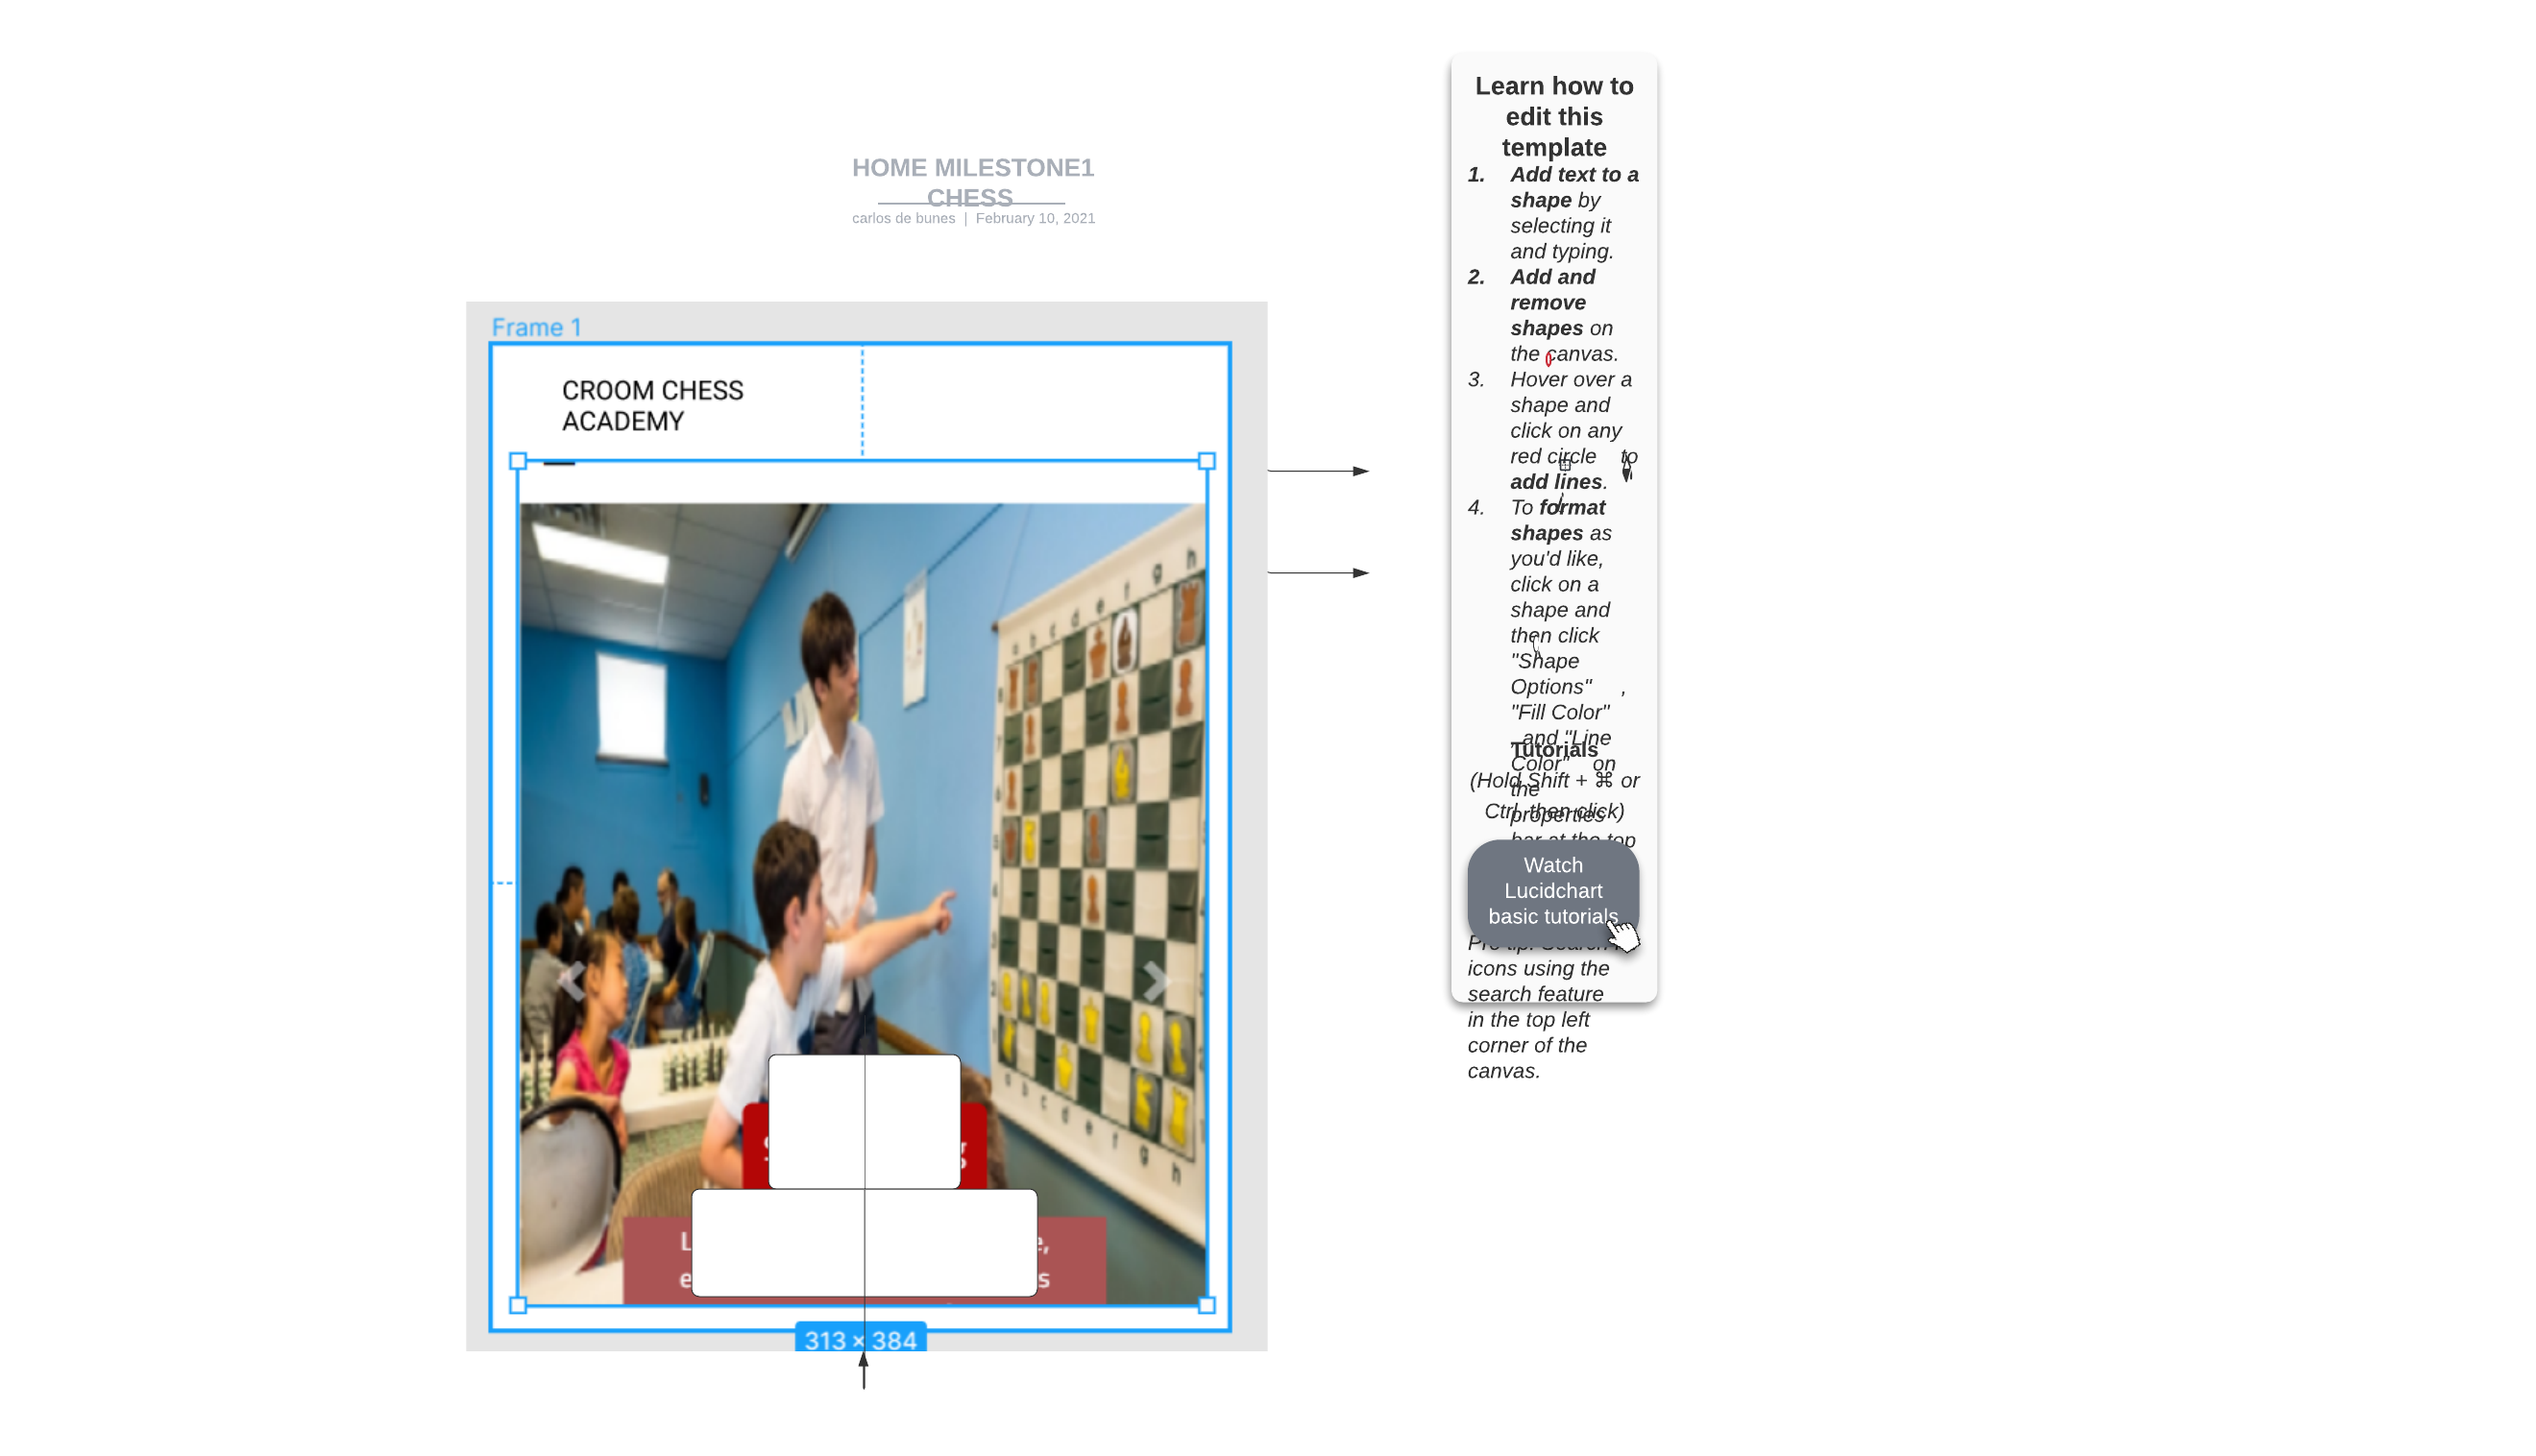 HOME MILESTONE1
CHESS
carlos de bunes | February 10, 2021
Frame 1
CROOM CHESS
ACADEMY
a b c d e f g h
a b c d e f g h
313 × 384
Learn how to
edit this
template
1. Add text to a
shape by
selecting it
and typing.
2. Add and
remove
shapes on
the canvas.
3. Hover over a
shape and
click on any
red circle to
add lines.
4. To format
shapes as
you'd like,
click on a
shape and
then click
"Shape
Options" ,
"Fill Color"
, and "Line
Color" on
the
properties
bar at the top
Tutorials
(Hold Shift + ⌘ or
Ctrl, then click)
Watch
Lucidchart
basic tutorials
Pro tip: Search
icons using the
search feature
in the top left
corner of the
canvas.